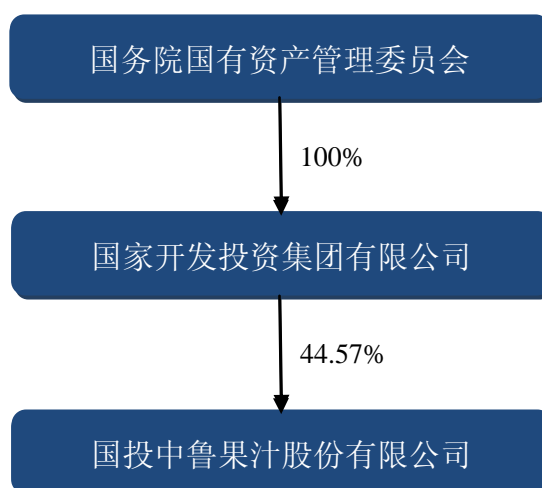 国务院国有资产管理委员会
100%
国家开发投资集团有限公司
44.57%
国投中鲁果汁股份有限公司